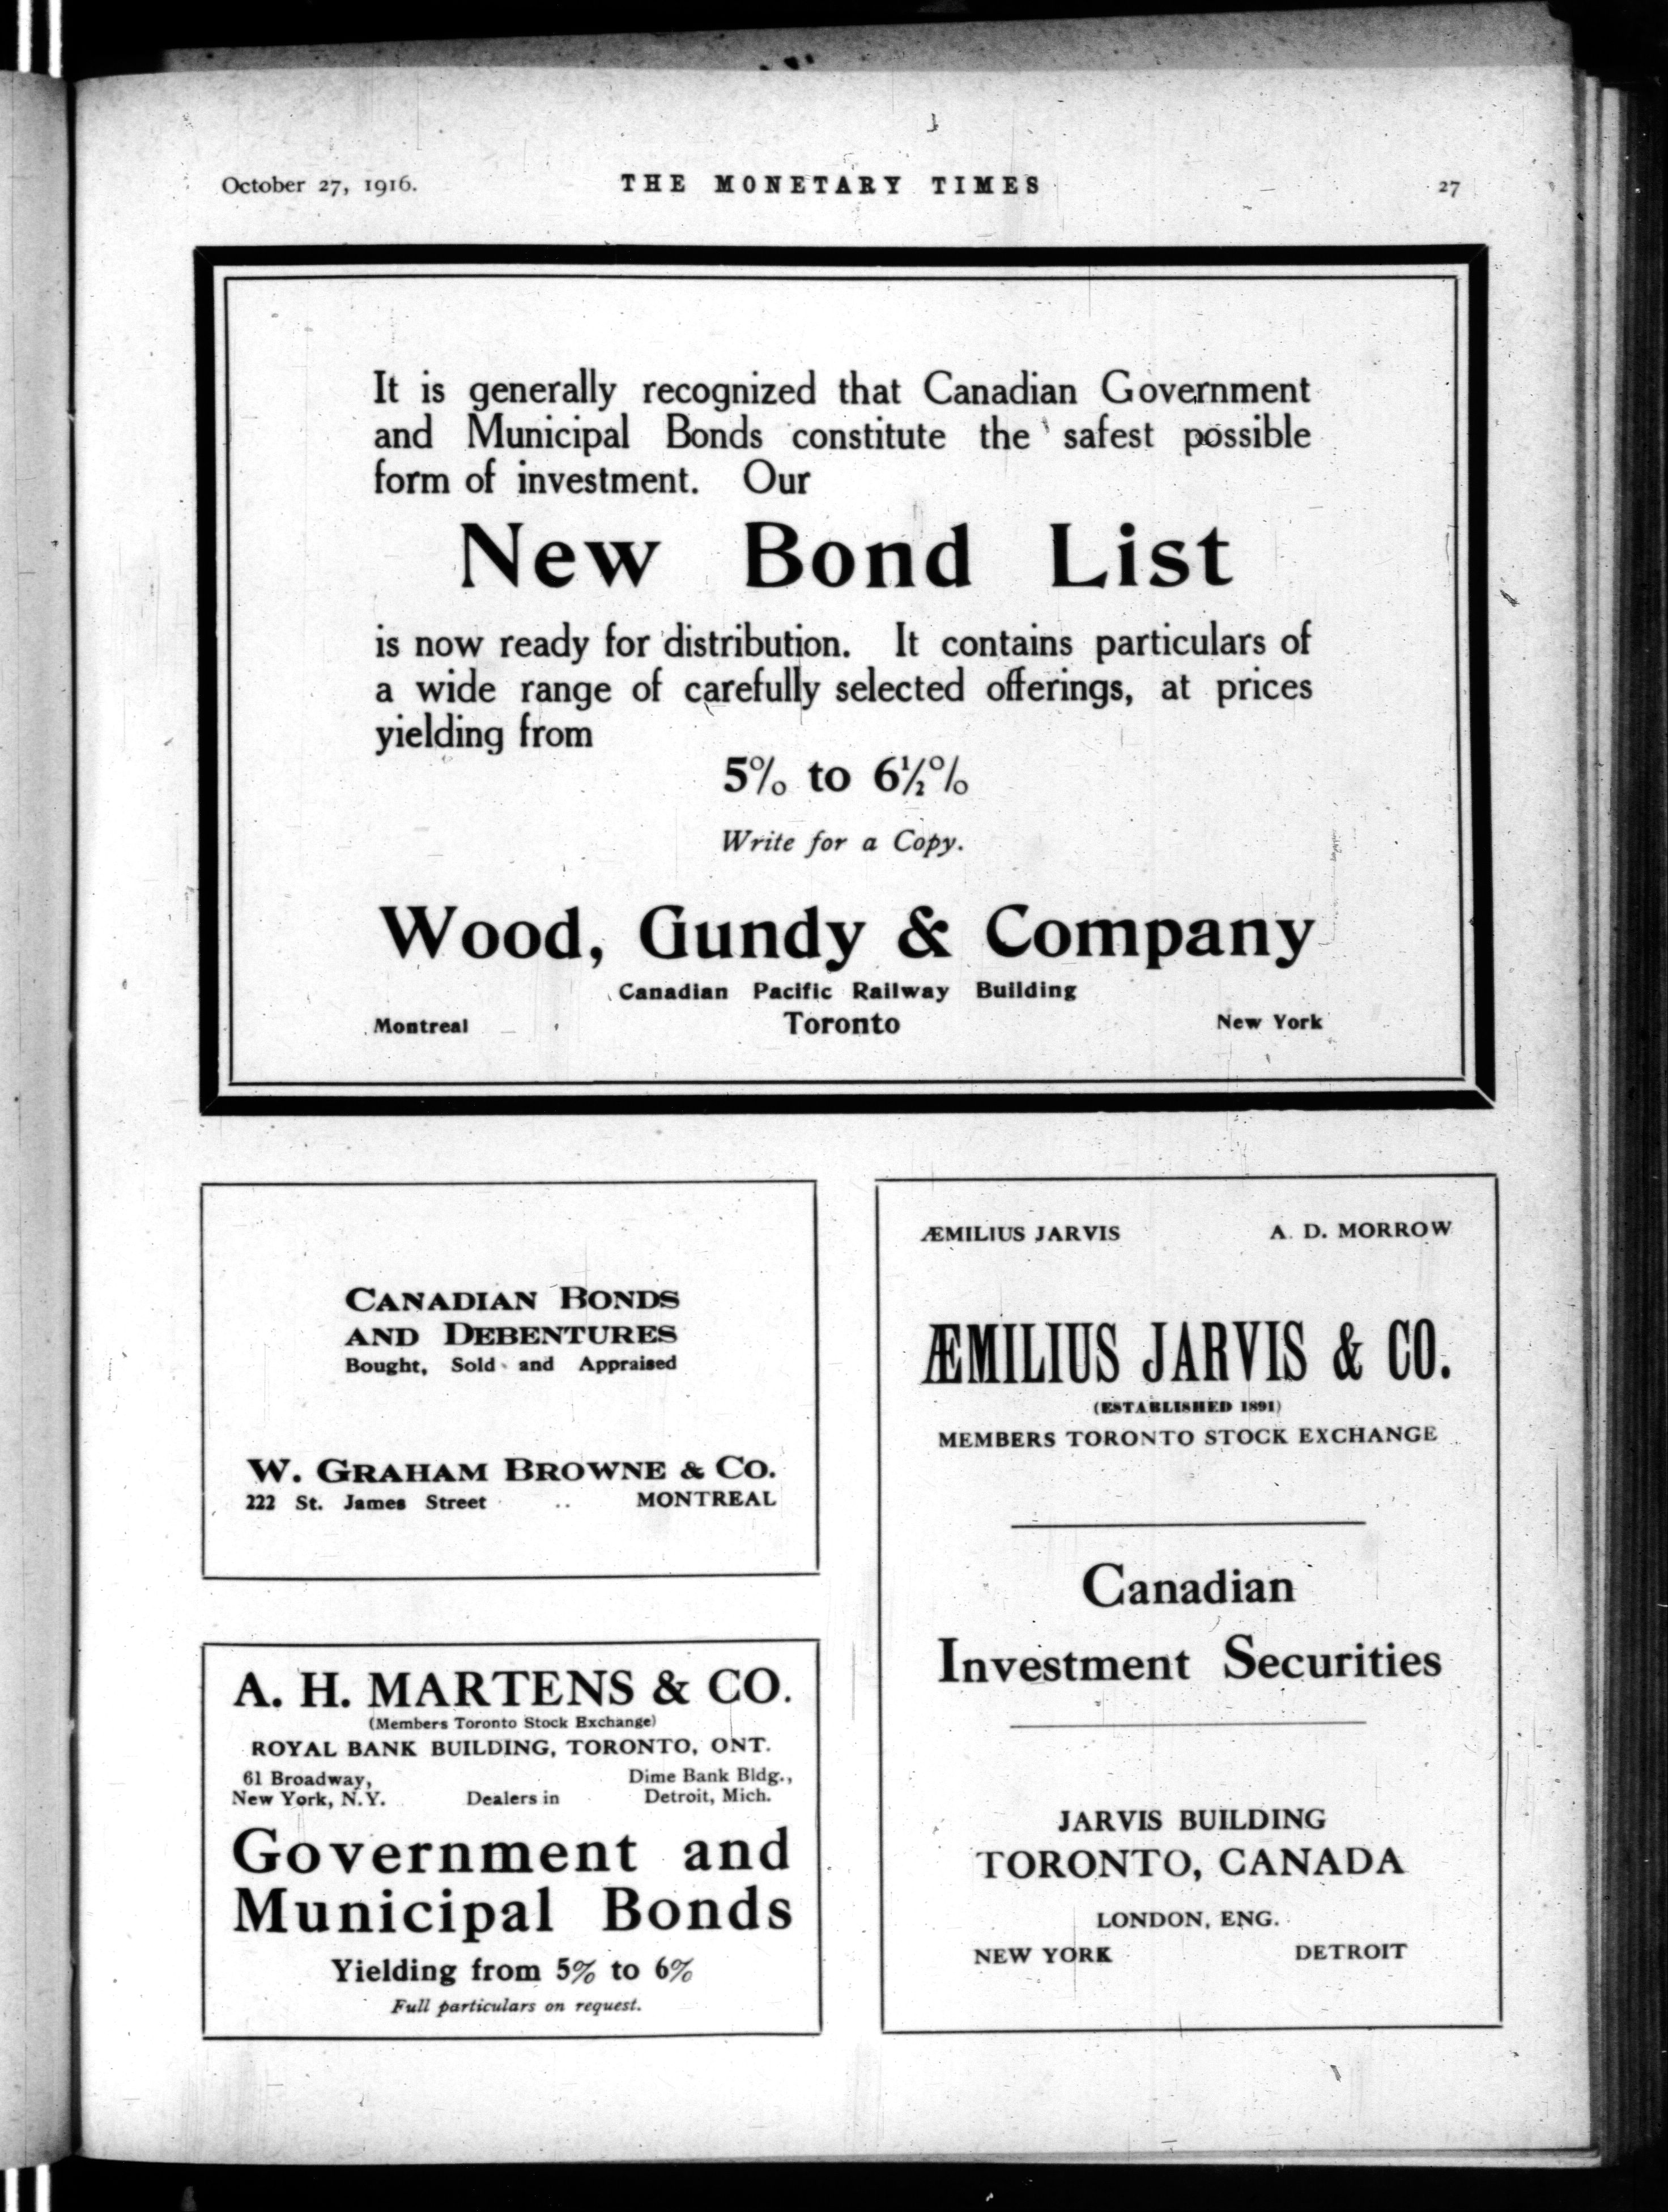 October 27, 1916.
THE MONETARY TIMES
27
It is generally recognized that Canadian Government
and Municipal Bonds constitute the safest possible
form of investment. Our
New Bond List
is now ready for distribution. It contains particulars of
a wide range of carefully selected offerings, at prices
yielding from
5% to 6½%
Write for a Copy.
Wood, Gundy & Company
Canadian Pacific Railway Building
Montreal Toronto New York
CANADIAN BONDS
AND DEBENTURES
Bought, Sold and Appraised
W. GRAHAM BROWNE & CO.
222 St. James Street .. MONTREAL
A. H. MARTENS & CO.
(Members Toronto Stock Exchange)
ROYAL BANK BUILDING, TORONTO, ONT.
61 Broadway,
New York, N.Y.
Dealers in
Dime Bank Bldg.,
Detroit, Mich.
Government and
Municipal Bonds
Yielding from 5% to 6%
Full particulars on request.
ÆMILIUS JARVIS A. D. MORROW
ÆMILIUS JARVIS & CO.
(ESTABLISHED 1891)
MEMBERS TORONTO STOCK EXCHANGE
Canadian
Investment Securities
JARVIS BUILDING
TORONTO, CANADA
LONDON, ENG.
NEW YORK DETROIT